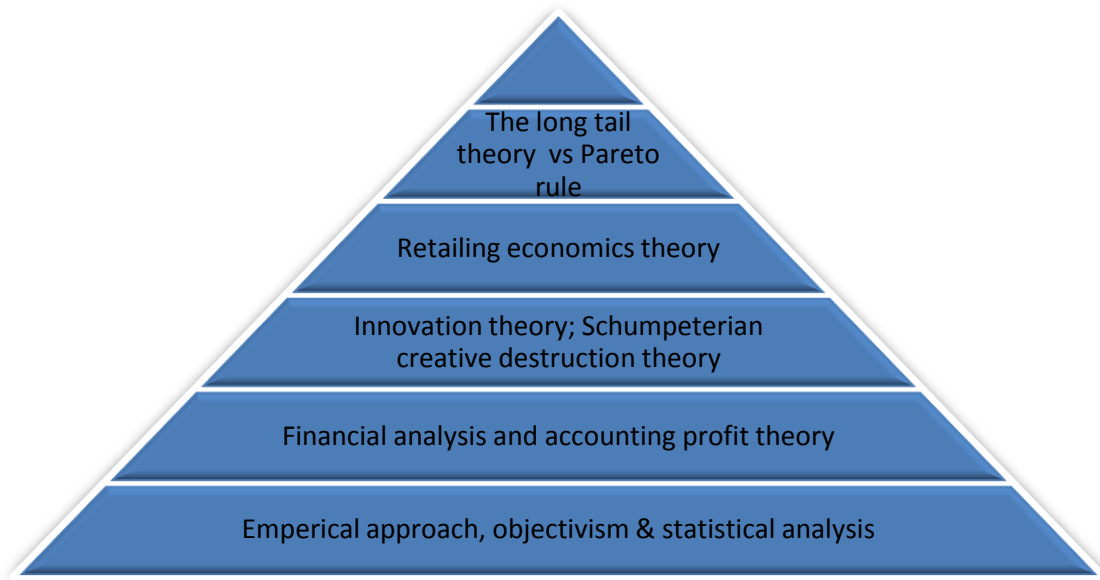 The long tail
theory vs Pareto
rule
Retailing economics theory
Innovation theory; Schumpeterian
creative destruction theory
Financial analysis and accounting profit theory
Emperical approach, objectivism & statistical analysis